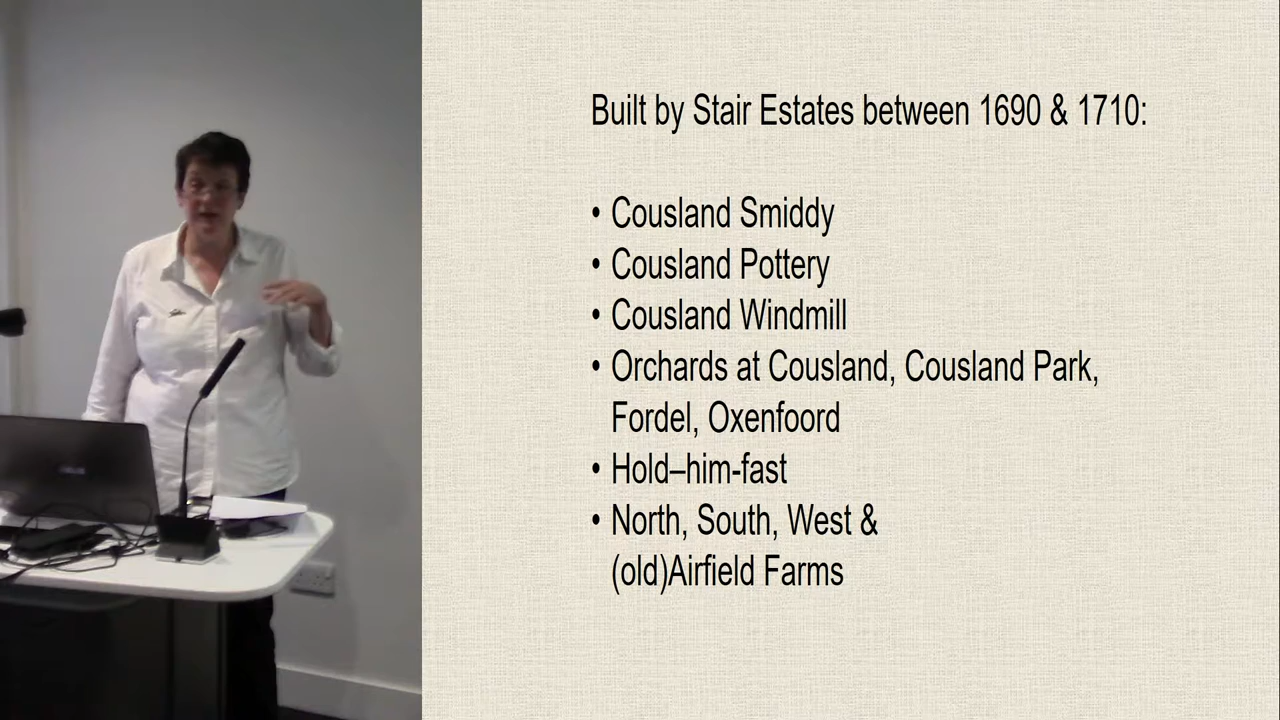 Built by Stair Estates between 1690 & 1710:
• Cousland Smiddy
• Cousland Pottery
• Cousland Windmill
• Orchards at Cousland, Cousland Park,
Fordel, Oxenfoord
• Hold–him-fast
• North, South, West &
(old)Airfield Farms